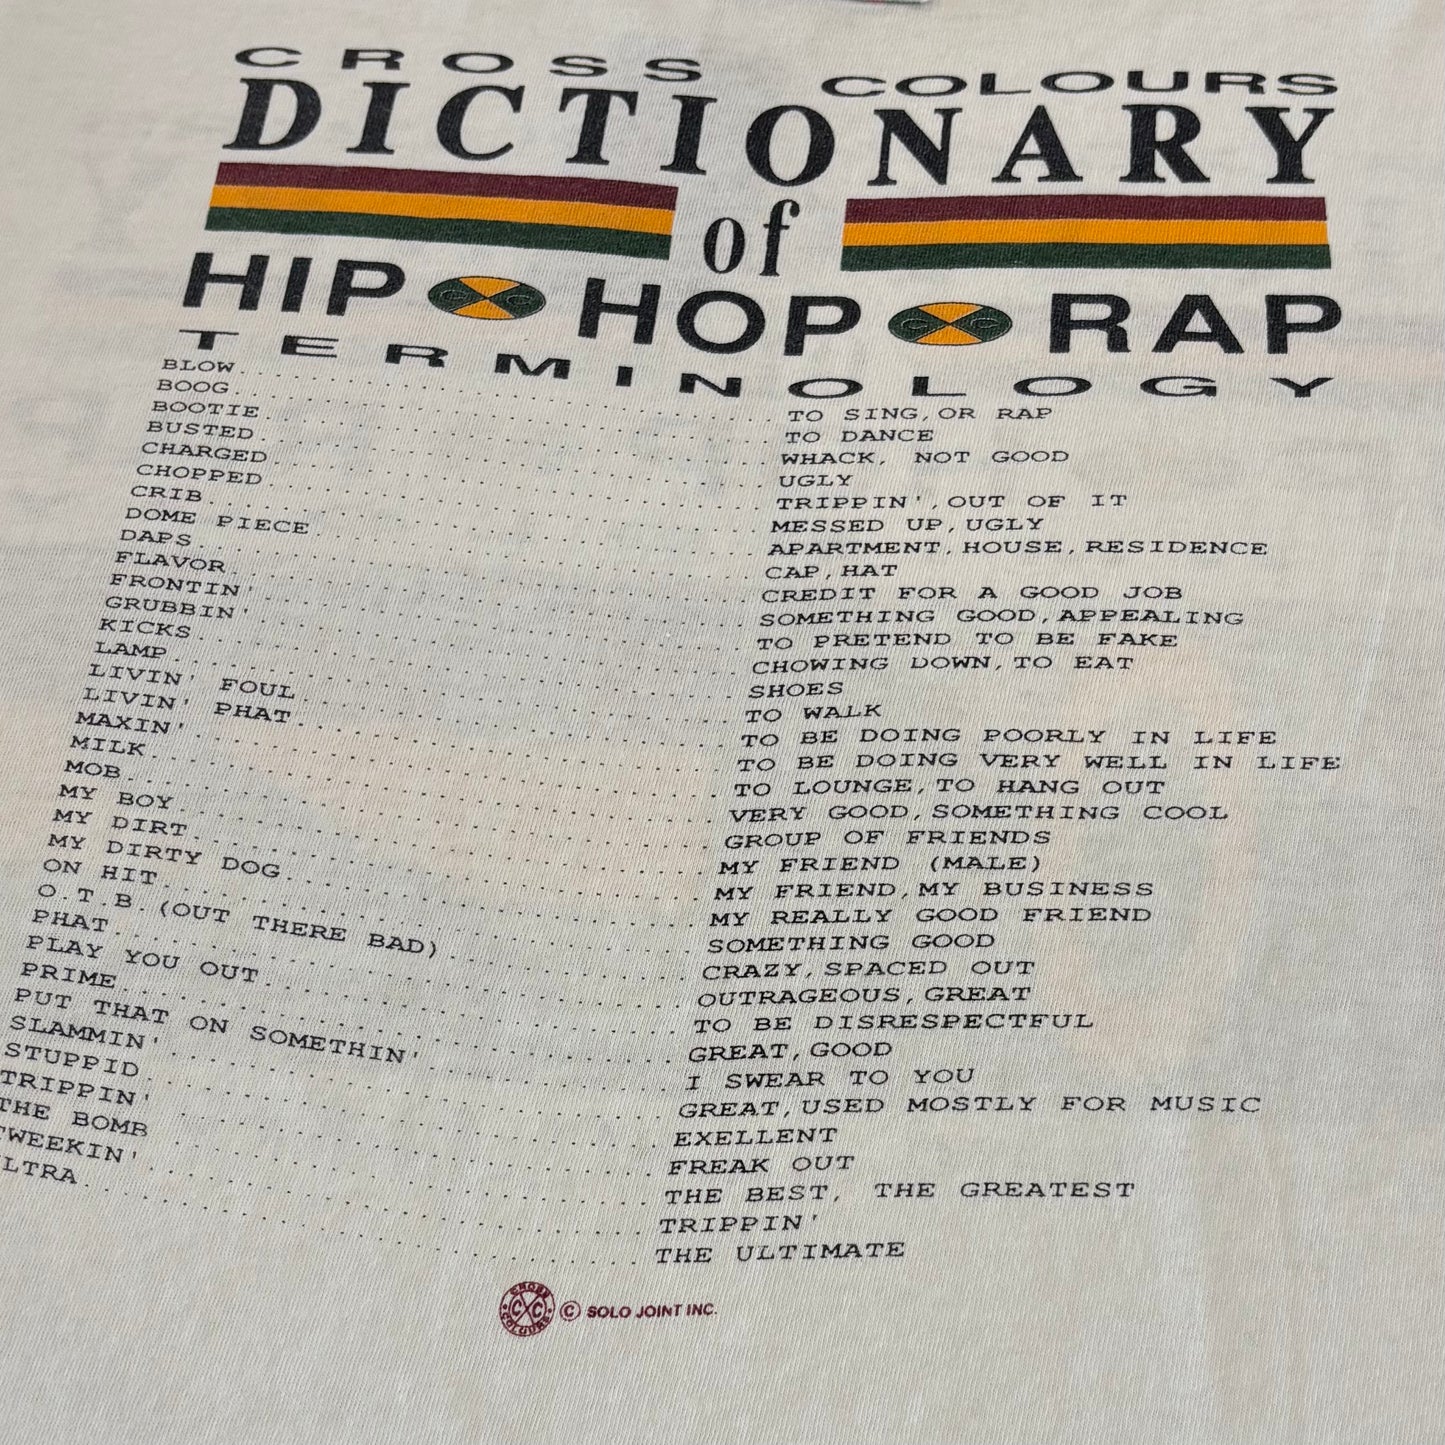 CROSS COLOURS
DICTIONARY
of
HIP HOP RAP
TERMINOLOGY
BLOW.......... TO SING, OR RAP
BOOG.......... TO DANCE
BOOTIE.......... WHACK, NOT GOOD
BUSTED.......... UGLY
CHARGED.......... TRIPPIN', OUT OF IT
CHOPPED.......... MESSED UP, UGLY
CRIB.......... APARTMENT, HOUSE, RESIDENCE
DOME PIECE.......... CAP, HAT
DAPS.......... CREDIT FOR A GOOD JOB
FLAVOR.......... SOMETHING GOOD, APPEALING
FRONTIN'.......... TO PRETEND TO BE FAKE
GRUBBIN'.......... CHOWING DOWN, TO EAT
KICKS.......... SHOES
LAMP.......... TO WALK
LIVIN' FOUL.......... TO BE DOING POORLY IN LIFE
LIVIN' PHAT.......... TO BE DOING VERY WELL IN LIFE
MAXIN'.......... TO LOUNGE, TO HANG OUT
MILK.......... VERY GOOD, SOMETHING COOL
MOB.......... GROUP OF FRIENDS
MY BOY.......... MY FRIEND (MALE)
MY DIRT.......... MY FRIEND, MY BUSINESS
MY DIRTY DOG.......... MY REALLY GOOD FRIEND
ON HIT.......... SOMETHING GOOD
O.T.B. (OUT THERE BAD).......... CRAZY, SPACED OUT
PHAT.......... OUTRAGEOUS, GREAT
PLAY YOU OUT.......... TO BE DISRESPECTFUL
PRIME.......... GREAT, GOOD
PUT THAT ON SOMETHIN'.......... I SWEAR TO YOU
SLAMMIN'.......... GREAT, USED MOSTLY FOR MUSIC
STUPPID.......... EXELLENT
TRIPPIN'.......... FREAK OUT
THE BOMB.......... THE BEST, THE GREATEST
TWEEKIN'.......... TRIPPIN'
LTRA.......... THE ULTIMATE
CROSS CC COLOURS © SOLO JOINT INC.